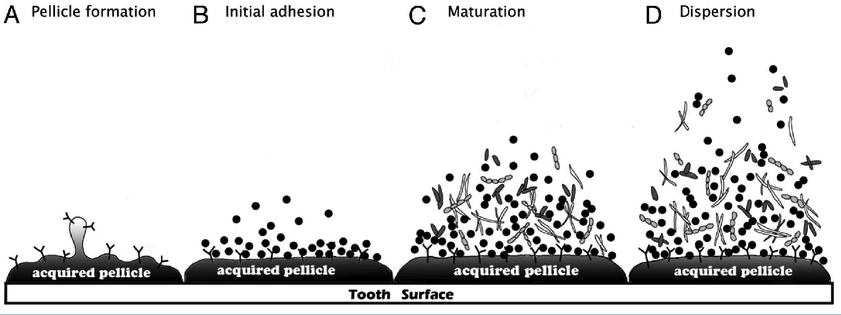 A Pellicle formation
B Initial adhesion
C Maturation
D Dispersion
acquired pellicle
acquired pellicle
acquired pellicle
acquired pellicle
Tooth Surface